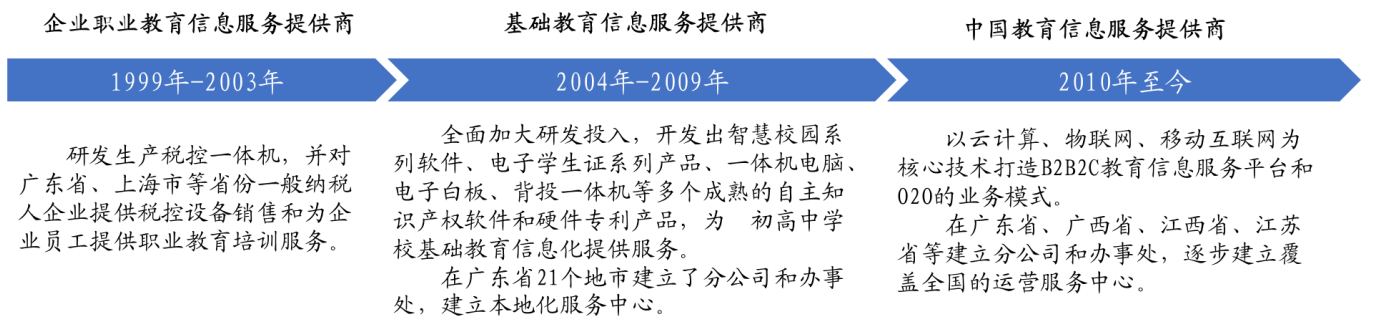 企业职业教育信息服务提供商
1999年-2003年
研发生产税控一体机，并对
广东省、上海市等省份一般纳税
人企业提供税控设备销售和为企
业员工提供职业教育培训服务。
基础教育信息服务提供商
2004年-2009年
全面加大研发投入，开发出智慧校园系
列软件、电子学生证系列产品、一体机电脑、
电子白板、背投一体机等多个成熟的自主知
识产权软件和硬件专利产品，为 初高中学
校基础教育信息化提供服务。
在广东省21个地市建立了分公司和办事
处，建立本地化服务中心。
中国教育信息服务提供商
2010年至今
以云计算、物联网、移动互联网为
核心技术打造B2B2C教育信息服务平台和
O2O的业务模式。
在广东省、广西省、江西省、江苏
省等建立分公司和办事处，逐步建立覆
盖全国的运营服务中心。